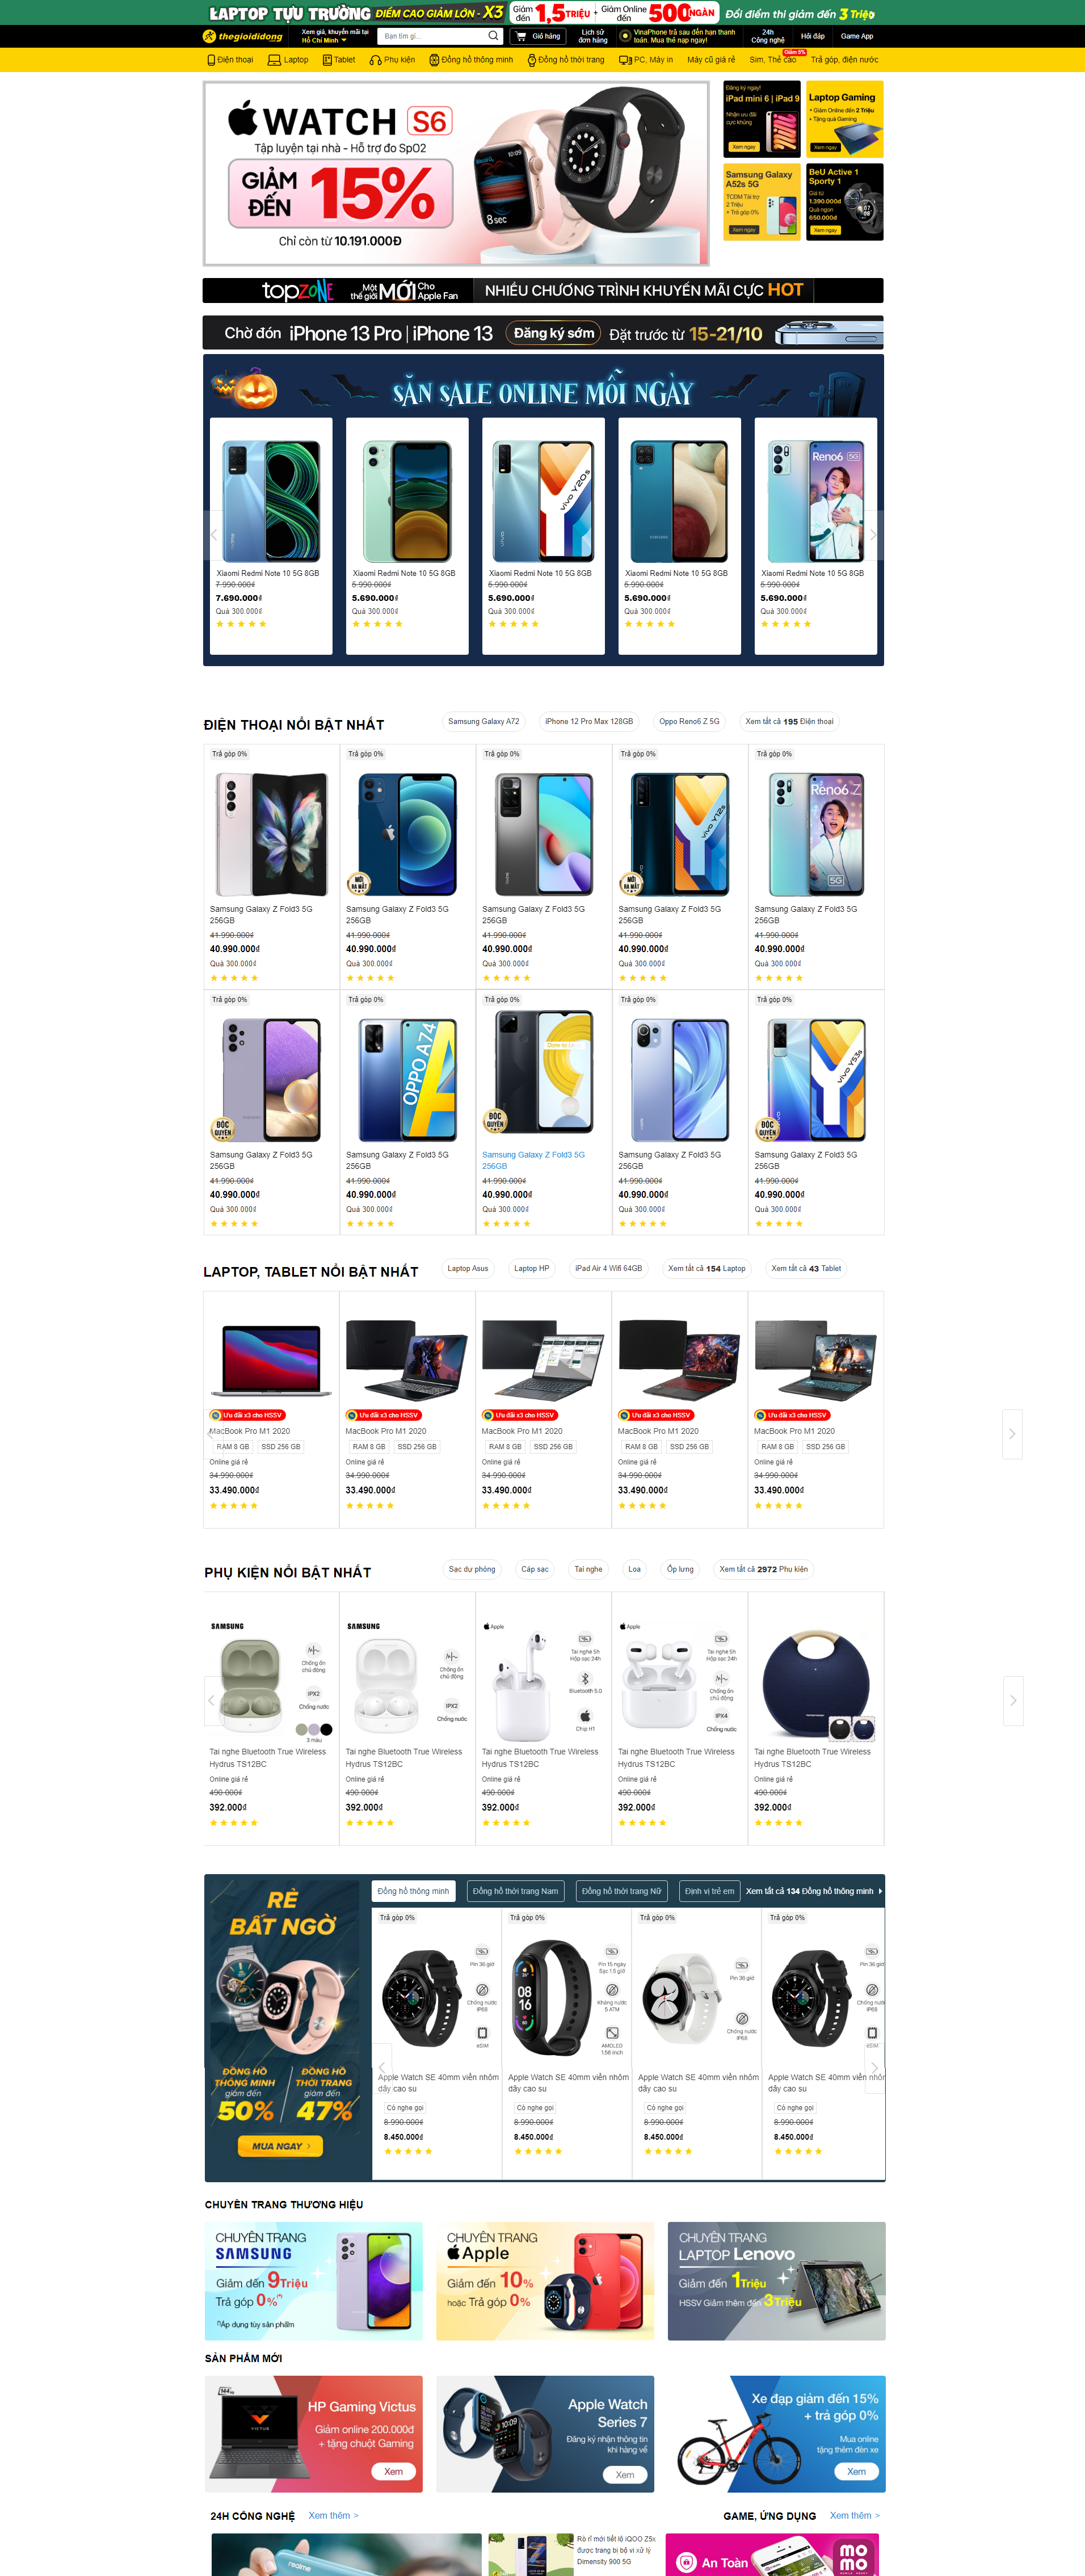 LAPTOP TỰU TRƯỜNG ĐIỂM CAO GIẢM LỚN - X3 Giảm đến 1,5TRIỆU + Giảm Online đến 500NGÀN Đổi điểm thi giảm đến 3 Triệu
thegioididong Xem giá, khuyến mãi tại Hồ Chí Minh Bạn tìm gì... Giỏ hàng Lịch sử đơn hàng VinaPhone trả sau đến hạn thanh toán. Mua thẻ nạp ngay! 24h Công nghệ Hỏi đáp Game App
Giảm 5%
Điện thoại Laptop Tablet Phụ kiện Đồng hồ thông minh Đồng hồ thời trang PC, Máy in Máy cũ giá rẻ Sim, Thẻ cào Trả góp, điện nước
WATCH S6
Tập luyện tại nhà - Hỗ trợ đo SpO2
GIẢM ĐẾN 15%
Chỉ còn từ 10.191.000Đ
Đăng ký ngay!
iPad mini 6 | iPad 9
Nhận ưu đãi
cực khủng
Xem ngay
Laptop Gaming
+ Giảm Online đến 2 Triệu
+ Tặng quà Gaming
Xem ngay
Samsung Galaxy
A52s 5G
TCĐM Tài trợ
2 Triệu
+ Trả góp 0%
Xem ngay
BeU Active 1
Sporty 1
Giá từ
1.390.000đ
Quà ngon
650.000đ
Xem ngay
topzone Một thế giới MỚI Cho Apple Fan NHIỀU CHƯƠNG TRÌNH KHUYẾN MÃI CỰC HOT
Chờ đón iPhone 13 Pro | iPhone 13 Đăng ký sớm Đặt trước từ 15-21/10
SĂN SALE ONLINE MỖI NGÀY
vivo Y20s Reno6 5G
Xiaomi Redmi Note 10 5G 8GB Xiaomi Redmi Note 10 5G 8GB Xiaomi Redmi Note 10 5G 8GB Xiaomi Redmi Note 10 5G 8GB Xiaomi Redmi Note 10 5G 8GB
7.990.000₫ 5.990.000₫ 5.990.000₫ 5.990.000₫ 5.990.000₫
7.690.000₫ 5.690.000₫ 5.690.000₫ 5.690.000₫ 5.690.000₫
Quà 300.000₫ Quà 300.000₫ Quà 300.000₫ Quà 300.000₫ Quà 300.000₫
ĐIỆN THOẠI NỔI BẬT NHẤT Samsung Galaxy A72 iPhone 12 Pro Max 128GB Oppo Reno6 Z 5G Xem tất cả 195 Điện thoại
Trả góp 0% Trả góp 0% Trả góp 0% Trả góp 0% Trả góp 0%
MỚI RA MẮT MỚI RA MẮT vivo Y12s Reno6 Z 5G
Samsung Galaxy Z Fold3 5G Samsung Galaxy Z Fold3 5G Samsung Galaxy Z Fold3 5G Samsung Galaxy Z Fold3 5G Samsung Galaxy Z Fold3 5G
256GB 256GB 256GB 256GB 256GB
41.990.000₫ 41.990.000₫ 41.990.000₫ 41.990.000₫ 41.990.000₫
40.990.000₫ 40.990.000₫ 40.990.000₫ 40.990.000₫ 40.990.000₫
Quà 300.000₫ Quà 300.000₫ Quà 300.000₫ Quà 300.000₫ Quà 300.000₫
Trả góp 0% Trả góp 0% Trả góp 0% Trả góp 0% Trả góp 0%
ĐỘC QUYỀN OPPO A74 ĐỘC QUYỀN ĐỘC QUYỀN vivo Y53s
Samsung Galaxy Z Fold3 5G Samsung Galaxy Z Fold3 5G Samsung Galaxy Z Fold3 5G Samsung Galaxy Z Fold3 5G Samsung Galaxy Z Fold3 5G
256GB 256GB 256GB 256GB 256GB
41.990.000₫ 41.990.000₫ 41.990.000₫ 41.990.000₫ 41.990.000₫
40.990.000₫ 40.990.000₫ 40.990.000₫ 40.990.000₫ 40.990.000₫
Quà 300.000₫ Quà 300.000₫ Quà 300.000₫ Quà 300.000₫ Quà 300.000₫
LAPTOP, TABLET NỔI BẬT NHẤT Laptop Asus Laptop HP iPad Air 4 Wifi 64GB Xem tất cả 154 Laptop Xem tất cả 43 Tablet
Ưu đãi x3 cho HSSV Ưu đãi x3 cho HSSV Ưu đãi x3 cho HSSV Ưu đãi x3 cho HSSV Ưu đãi x3 cho HSSV
MacBook Pro M1 2020 MacBook Pro M1 2020 MacBook Pro M1 2020 MacBook Pro M1 2020 MacBook Pro M1 2020
RAM 8 GB SSD 256 GB RAM 8 GB SSD 256 GB RAM 8 GB SSD 256 GB RAM 8 GB SSD 256 GB RAM 8 GB SSD 256 GB
Online giá rẻ Online giá rẻ Online giá rẻ Online giá rẻ Online giá rẻ
34.990.000₫ 34.990.000₫ 34.990.000₫ 34.990.000₫ 34.990.000₫
33.490.000₫ 33.490.000₫ 33.490.000₫ 33.490.000₫ 33.490.000₫
PHỤ KIỆN NỔI BẬT NHẤT Sạc dự phòng Cáp sạc Tai nghe Loa Ốp lưng Xem tất cả 2972 Phụ kiện
SAMSUNG SAMSUNG Apple Apple
Chống ồn chủ động IPX2 Chống nước 3 màu
Chống ồn chủ động IPX2 Chống nước
Tai nghe 5h Hộp sạc 24h Bluetooth 5.0 Chip H1
Tai nghe 5h Hộp sạc 24h Chống ồn chủ động IPX4 Chống nước
Tai nghe Bluetooth True Wireless Tai nghe Bluetooth True Wireless Tai nghe Bluetooth True Wireless Tai nghe Bluetooth True Wireless Tai nghe Bluetooth True Wireless
Hydrus TS12BC Hydrus TS12BC Hydrus TS12BC Hydrus TS12BC Hydrus TS12BC
Online giá rẻ Online giá rẻ Online giá rẻ Online giá rẻ Online giá rẻ
490.000₫ 490.000₫ 490.000₫ 490.000₫ 490.000₫
392.000₫ 392.000₫ 392.000₫ 392.000₫ 392.000₫
RẺ
BẤT NGỜ
ĐỒNG HỒ THÔNG MINH giảm đến 50%
ĐỒNG HỒ THỜI TRANG giảm đến 47%
MUA NGAY
Đồng hồ thông minh Đồng hồ thời trang Nam Đồng hồ thời trang Nữ Định vị trẻ em Xem tất cả 134 Đồng hồ thông minh
Trả góp 0% Trả góp 0% Trả góp 0% Trả góp 0%
Pin 36 giờ Chống nước IP68 eSIM
Pin 15 ngày Sạc 1.5 giờ Kháng nước 5 ATM AMOLED 1.56 inch
Pin 36 giờ Chống nước IP68
Pin 36 giờ Chống nước IP68 eSIM
Apple Watch SE 40mm viền nhôm Apple Watch SE 40mm viền nhôm Apple Watch SE 40mm viền nhôm Apple Watch SE 40mm viền nhôm
dây cao su dây cao su dây cao su dây cao su
Có nghe gọi Có nghe gọi Có nghe gọi Có nghe gọi
8.990.000₫ 8.990.000₫ 8.990.000₫ 8.990.000₫
8.450.000₫ 8.450.000₫ 8.450.000₫ 8.450.000₫
CHUYÊN TRANG THƯƠNG HIỆU
CHUYÊN TRANG
SAMSUNG
Giảm đến 9Triệu
Trả góp 0%(*)
(*)Áp dụng tùy sản phẩm
CHUYÊN TRANG
Apple
Giảm đến 10%
hoặc Trả góp 0%
CHUYÊN TRANG
LAPTOP Lenovo
Giảm đến 1Triệu
HSSV Giảm thêm đến 3Triệu
SẢN PHẨM MỚI
144Hz
VICTUS
HP Gaming Victus
Giảm online 200.000đ
+ tặng chuột Gaming
Xem
Apple Watch
Series 7
Đăng ký nhận thông tin
khi hàng về
Xem
Xe đạp giảm đến 15%
+ trả góp 0%
Mua online
tặng thêm đèn xe
Xem
24H CÔNG NGHỆ Xem thêm > GAME, ỨNG DỤNG Xem thêm >
realme
Rò rỉ mới tiết lộ iQOO Z5x
được trang bị bộ vi xử lý
Dimensity 900 5G
An Toàn
MOMO